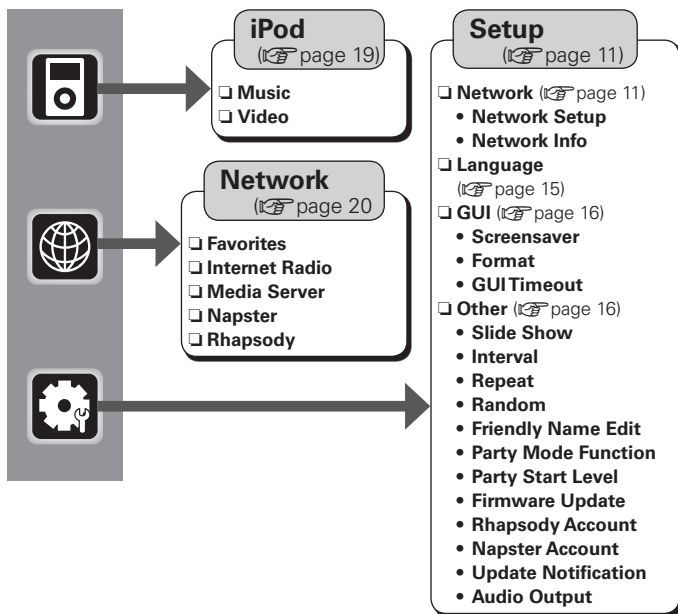 iPod
(☞ page 19)
❏ Music
❏ Video
Network
(☞ page 20
❏ Favorites
❏ Internet Radio
❏ Media Server
❏ Napster
❏ Rhapsody
Setup
(☞ page 11)
❏ Network (☞ page 11)
• Network Setup
• Network Info
❏ Language
(☞ page 15)
❏ GUI (☞ page 16)
• Screensaver
• Format
• GUI Timeout
❏ Other (☞ page 16)
• Slide Show
• Interval
• Repeat
• Random
• Friendly Name Edit
• Party Mode Function
• Party Start Level
• Firmware Update
• Rhapsody Account
• Napster Account
• Update Notification
• Audio Output